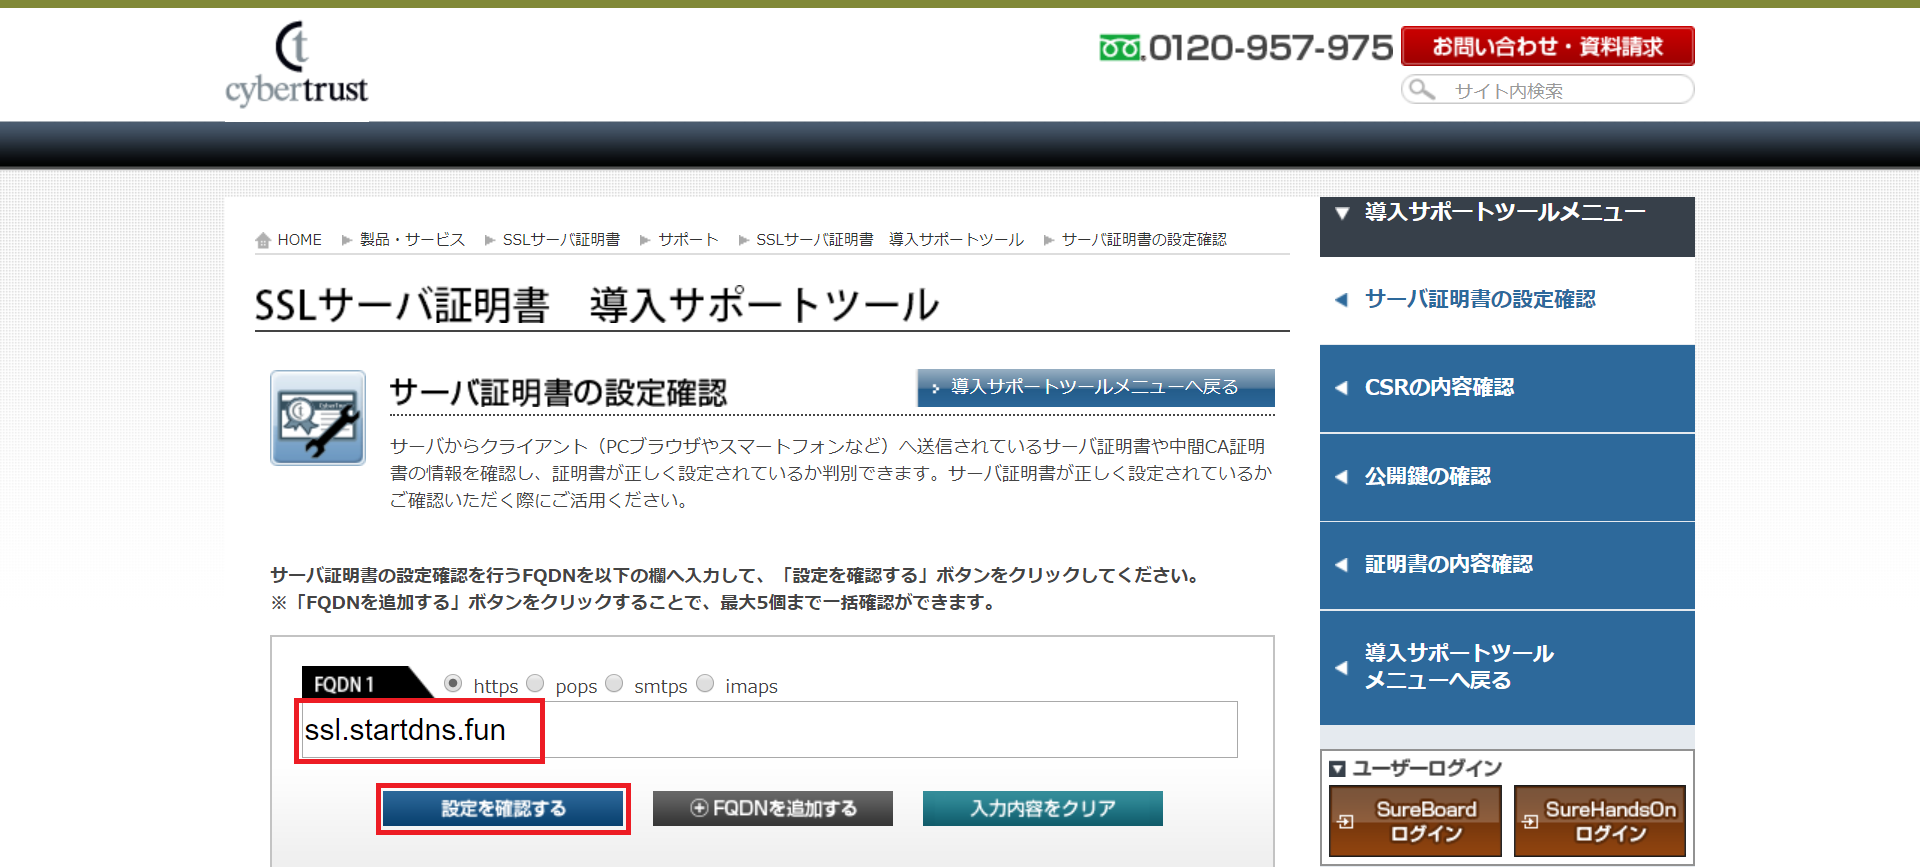 cybertrust
0120-957-975
お問い合わせ・資料請求
サイト内検索
HOME ▶ 製品・サービス ▶ SSLサーバ証明書 ▶ サポート ▶ SSLサーバ証明書　導入サポートツール ▶ サーバ証明書の設定確認
SSLサーバ証明書　導入サポートツール
サーバ証明書の設定確認
導入サポートツールメニューへ戻る
サーバからクライアント（PCブラウザやスマートフォンなど）へ送信されているサーバ証明書や中間CA証明
書の情報を確認し、証明書が正しく設定されているか判別できます。サーバ証明書が正しく設定されているか
ご確認いただく際にご活用ください。
サーバ証明書の設定確認を行うFQDNを以下の欄へ入力して、「設定を確認する」ボタンをクリックしてください。
※「FQDNを追加する」ボタンをクリックすることで、最大5個まで一括確認ができます。
FQDN 1 https pops smtps imaps
ssl.startdns.fun
設定を確認する
FQDNを追加する
入力内容をクリア
▼ 導入サポートツールメニュー
サーバ証明書の設定確認
CSRの内容確認
公開鍵の確認
証明書の内容確認
導入サポートツール
メニューへ戻る
ユーザーログイン
SureBoard
ログイン
SureHandsOn
ログイン